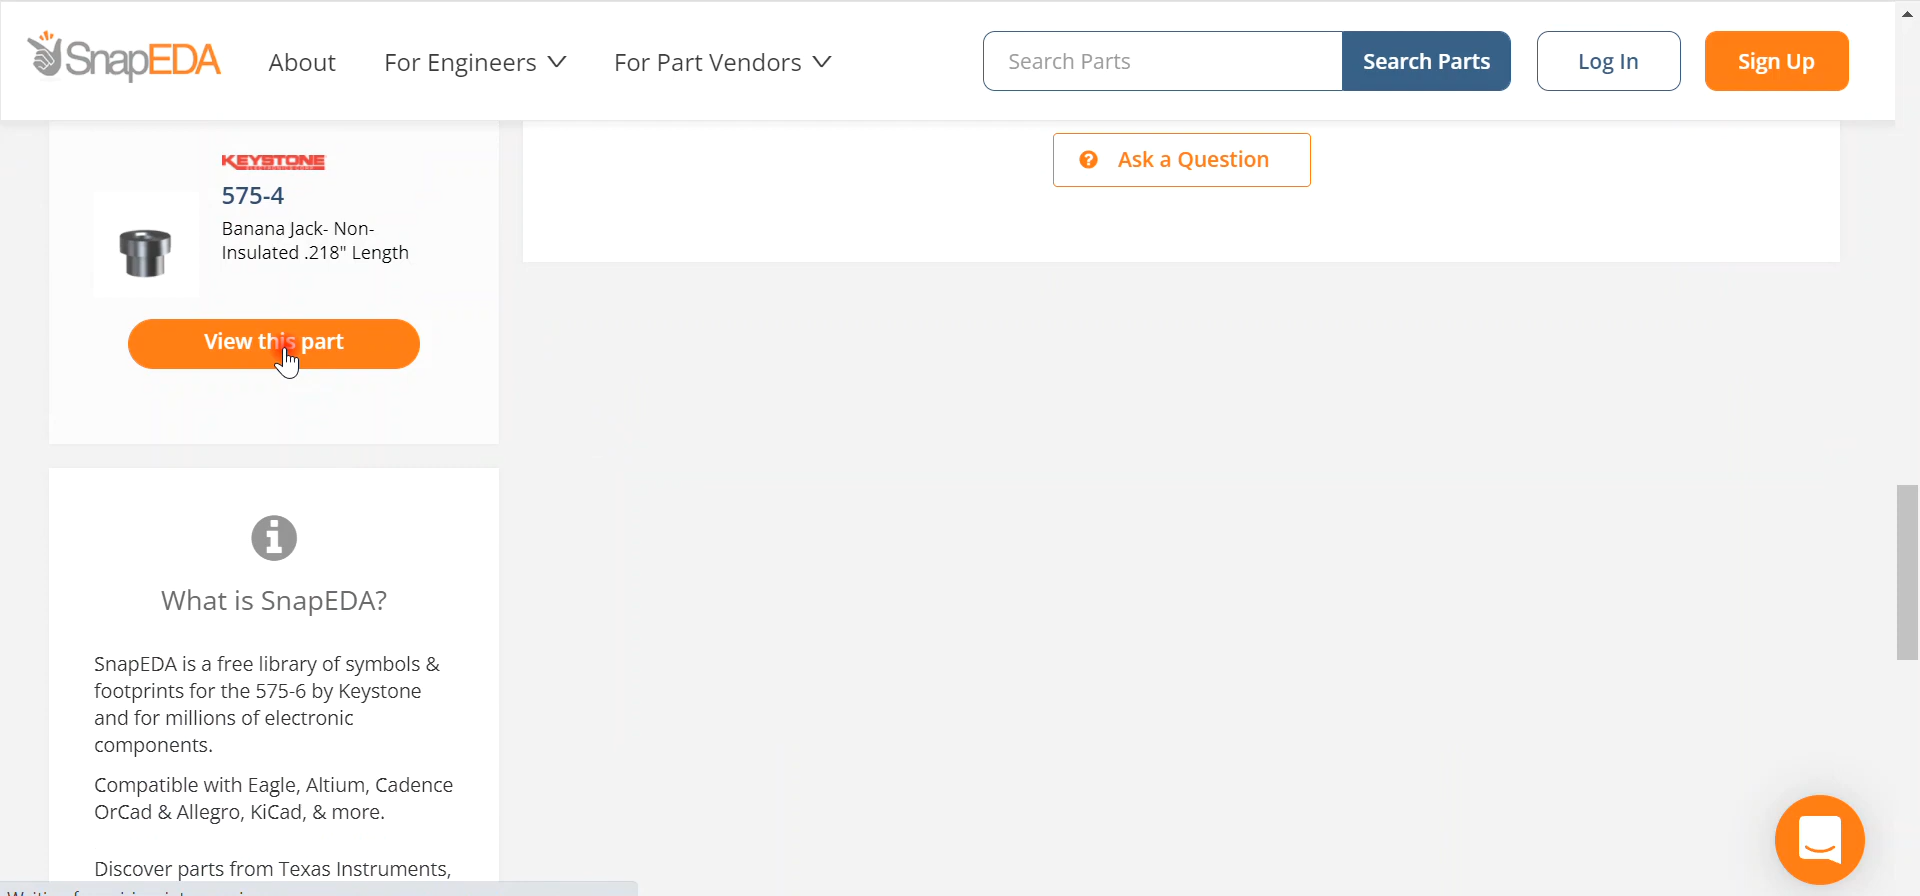 SnapEDA
About
For Engineers
For Part Vendors
Search Parts
Search Parts
Log In
Sign Up
KEYSTONE
575-4
Banana Jack- Non-
Insulated .218" Length
View this part
Ask a Question
What is SnapEDA?
SnapEDA is a free library of symbols &
footprints for the 575-6 by Keystone
and for millions of electronic
components.
Compatible with Eagle, Altium, Cadence
OrCad & Allegro, KiCad, & more.
Discover parts from Texas Instruments,